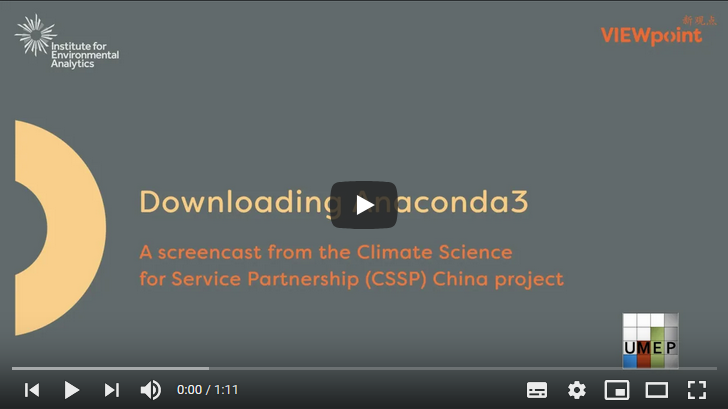 Institute for
Environmental
Analytics
新观点
VIEWpoint
Downloading Anaconda3
A screencast from the Climate Science
for Service Partnership (CSSP) China project
UMEP
0:00 / 1:11